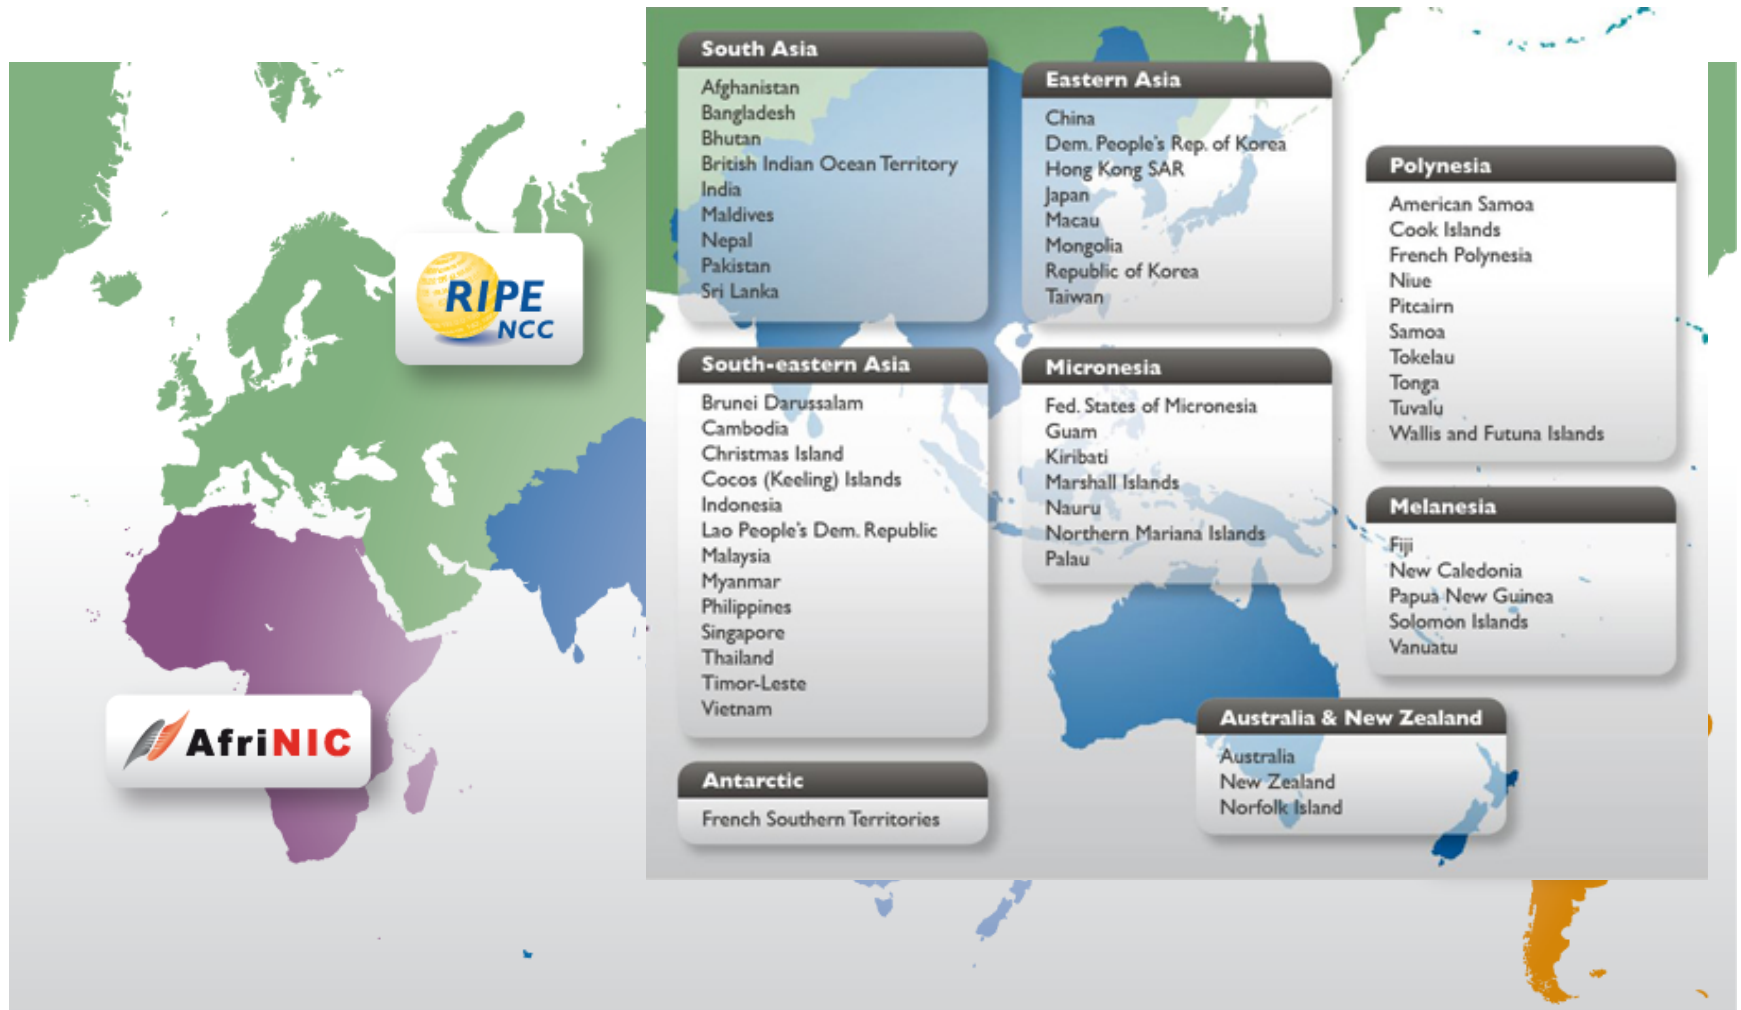 South Asia
Afghanistan
Bangladesh
Bhutan
British Indian Ocean Territory
India
Maldives
Nepal
Pakistan
Sri Lanka
Eastern Asia
China
Dem. People's Rep. of Korea
Hong Kong SAR
Japan
Macau
Mongolia
Republic of Korea
Taiwan
Polynesia
American Samoa
Cook Islands
French Polynesia
Niue
Pitcairn
Samoa
Tokelau
Tonga
Tuvalu
Wallis and Futuna Islands
RIPE
NCC
South-eastern Asia
Brunei Darussalam
Cambodia
Christmas Island
Cocos (Keeling) Islands
Indonesia
Lao People's Dem. Republic
Malaysia
Myanmar
Philippines
Singapore
Thailand
Timor-Leste
Vietnam
Micronesia
Fed. States of Micronesia
Guam
Kiribati
Marshall Islands
Nauru
Northern Mariana Islands
Palau
Melanesia
Fiji
New Caledonia
Papua New Guinea
Solomon Islands
Vanuatu
AfriNIC
Australia & New Zealand
Australia
New Zealand
Norfolk Island
Antarctic
French Southern Territories